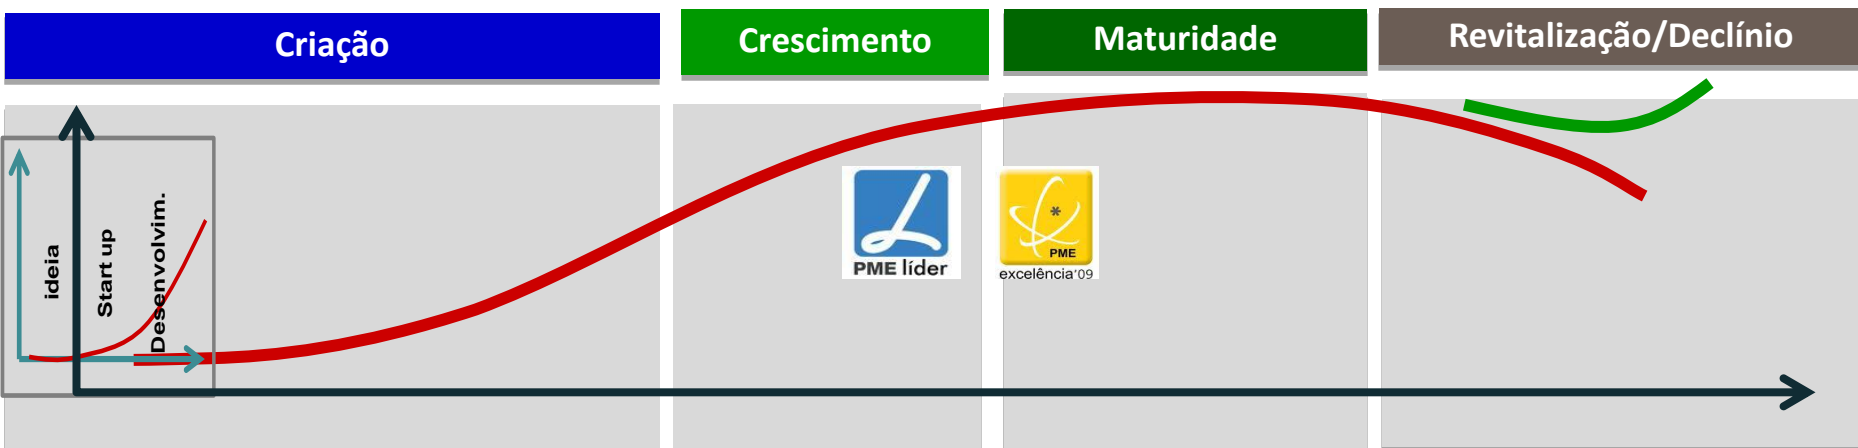 Criação
Crescimento
Maturidade
Revitalização/Declínio
ideia
Start up
Desenvolvim.
PME líder
*
PME
excelência'09